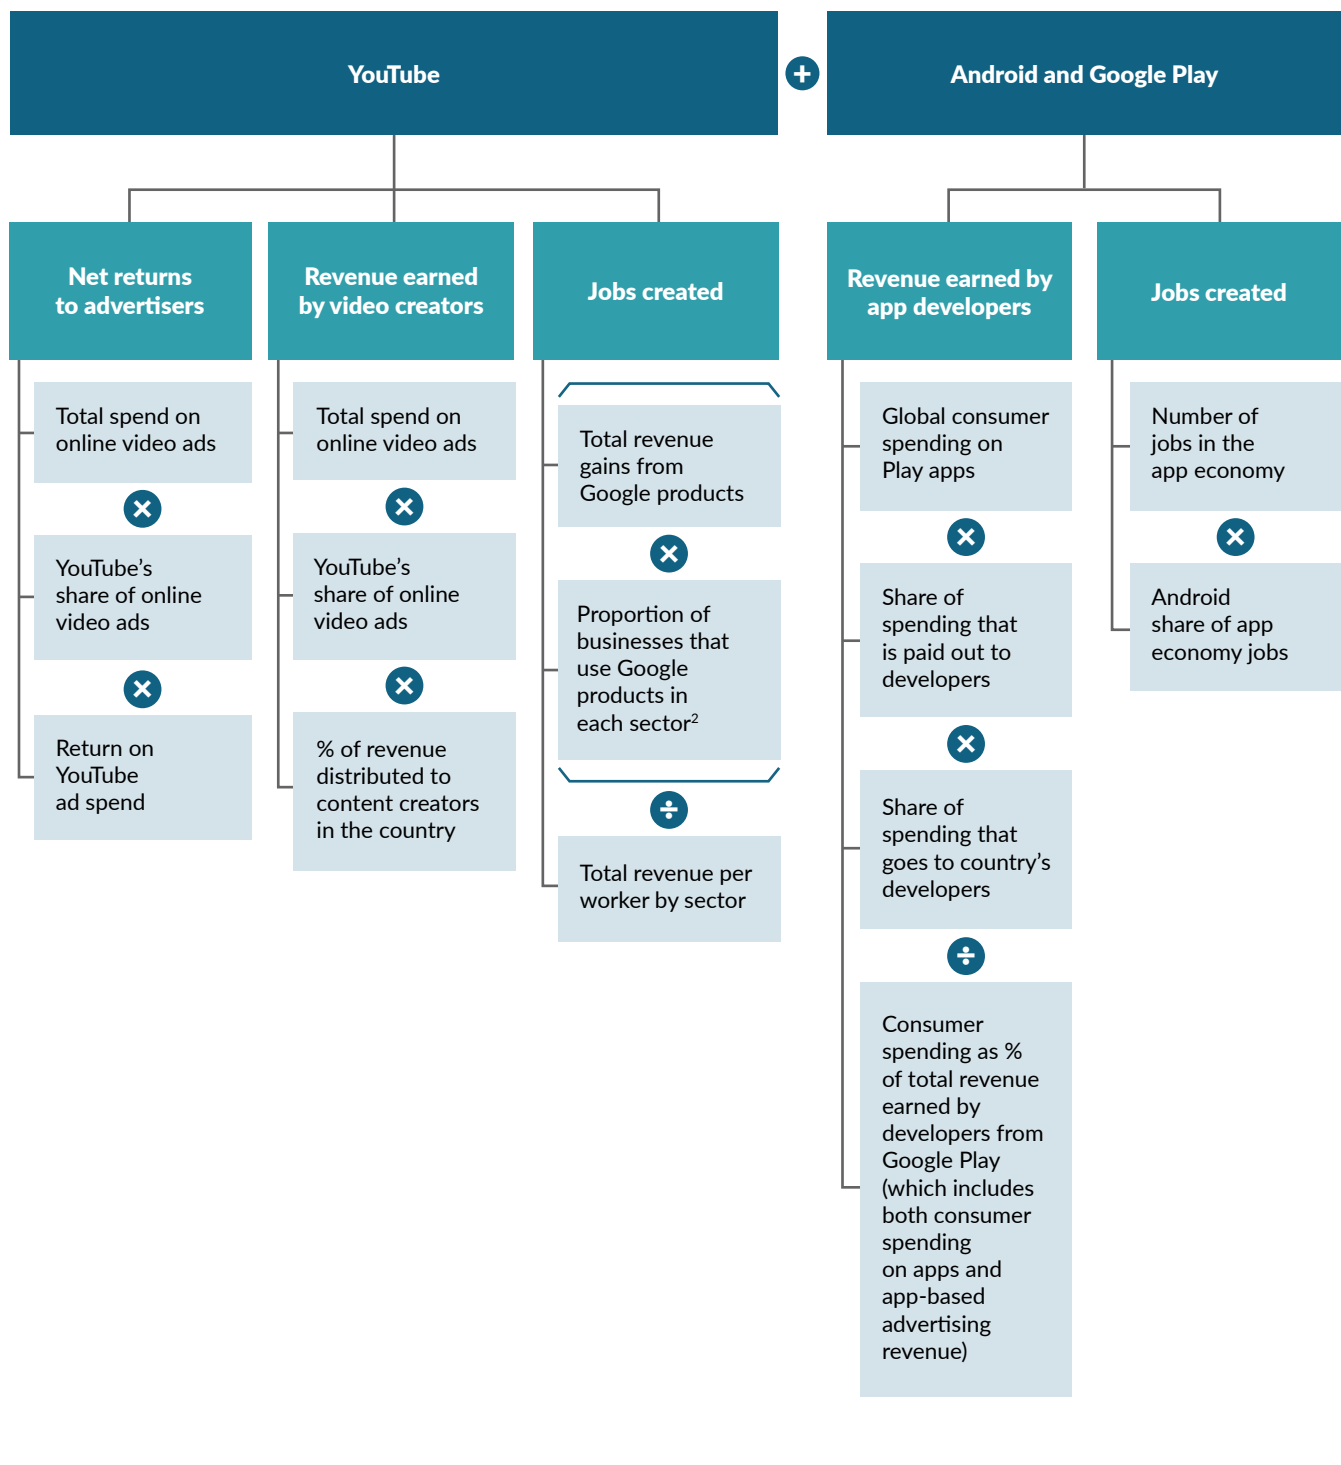 YouTube
+
Android and Google Play
Net returns
to advertisers
Total spend on
online video ads
×
YouTube's
share of online
video ads
×
Return on
YouTube
ad spend
Revenue earned
by video creators
Total spend on
online video ads
×
YouTube's
share of online
video ads
×
% of revenue
distributed to
content creators
in the country
Jobs created
Total revenue
gains from
Google products
×
Proportion of
businesses that
use Google
products in
each sector²
÷
Total revenue per
worker by sector
Revenue earned by
app developers
Global consumer
spending on
Play apps
×
Share of
spending that
is paid out to
developers
×
Share of
spending that
goes to country's
developers
÷
Consumer
spending as %
of total revenue
earned by
developers from
Google Play
(which includes
both consumer
spending
on apps and
app-based
advertising
revenue)
Jobs created
Number of
jobs in the
app economy
×
Android
share of app
economy jobs